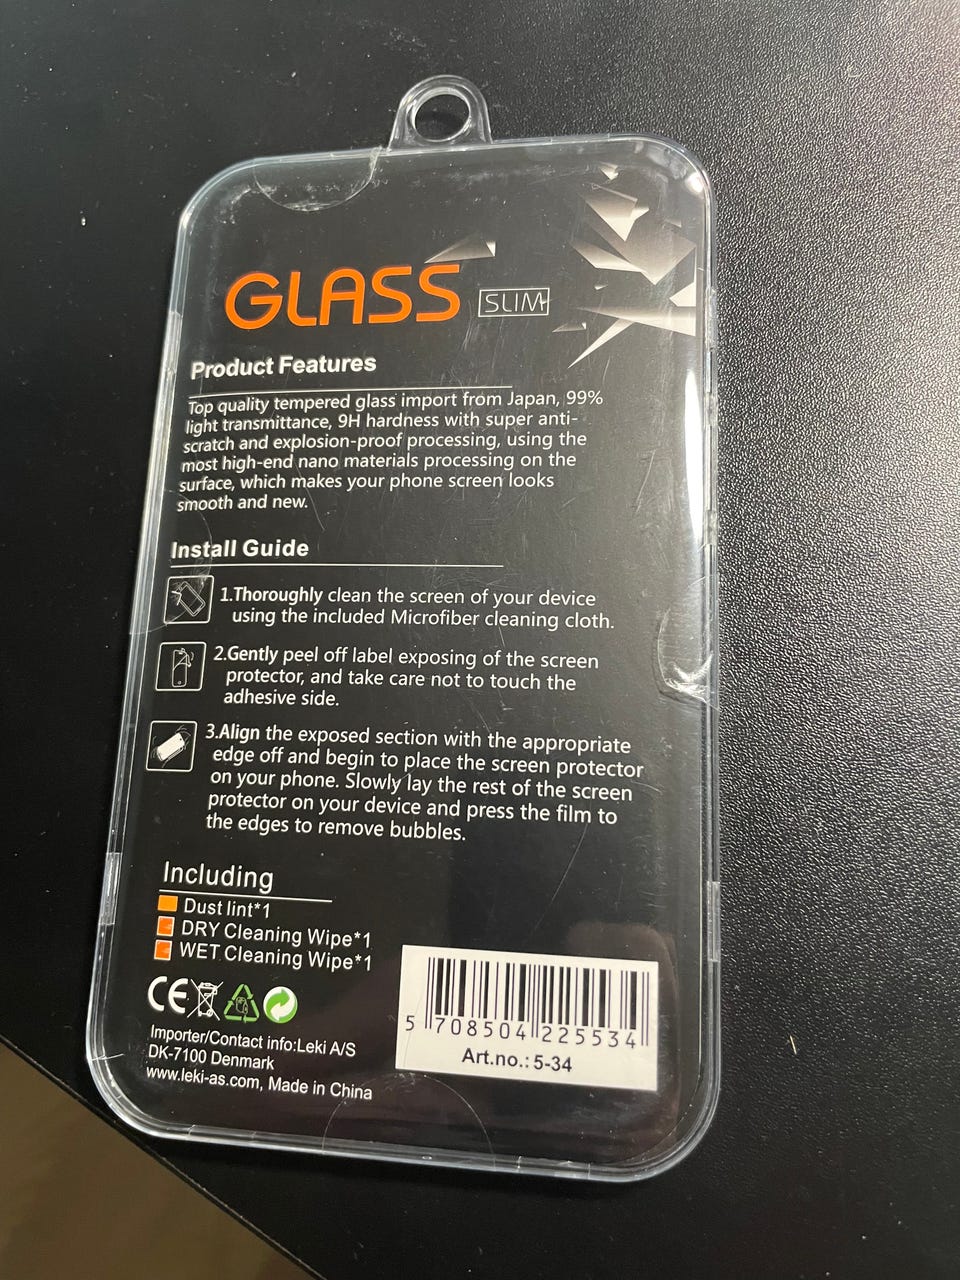 GLASS SLIM
Product Features
Top quality tempered glass import from Japan, 99%
light transmittance, 9H hardness with super anti-
scratch and explosion-proof processing, using the
most high-end nano materials processing on the
surface, which makes your phone screen looks
smooth and new.
Install Guide
1.Thoroughly clean the screen of your device
using the included Microfiber cleaning cloth.
2.Gently peel off label exposing of the screen
protector, and take care not to touch the
adhesive side.
3.Align the exposed section with the appropriate
edge off and begin to place the screen protector
on your phone. Slowly lay the rest of the screen
protector on your device and press the film to
the edges to remove bubbles.
Including
Dust lint*1
DRY Cleaning Wipe*1
WET Cleaning Wipe*1
CE
Importer/Contact info:Leki A/S
DK-7100 Denmark
www.leki-as.com, Made in China
5 708504 225534
Art.no.: 5-34